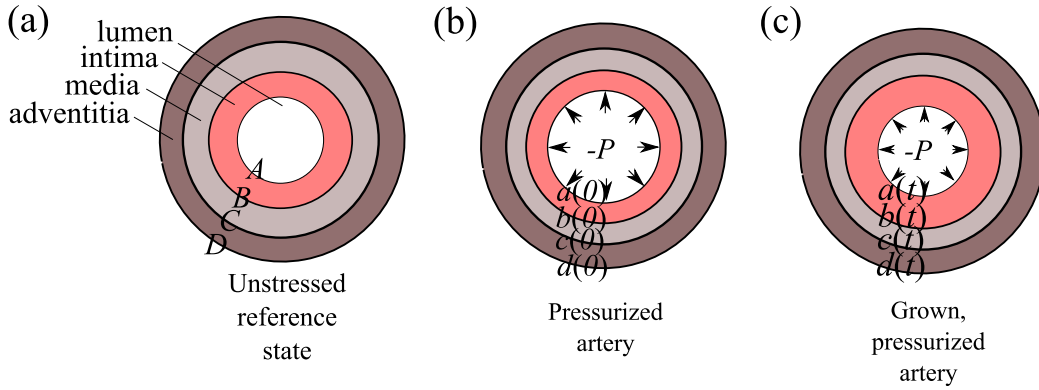 (a)
lumen
intima
media
adventitia
A
B
C
D
Unstressed
reference
state
(b)
-P
a(0)
b(0)
c(0)
d(0)
Pressurized
artery
(c)
-P
a(t)
b(t)
c(t)
d(t)
Grown,
pressurized
artery